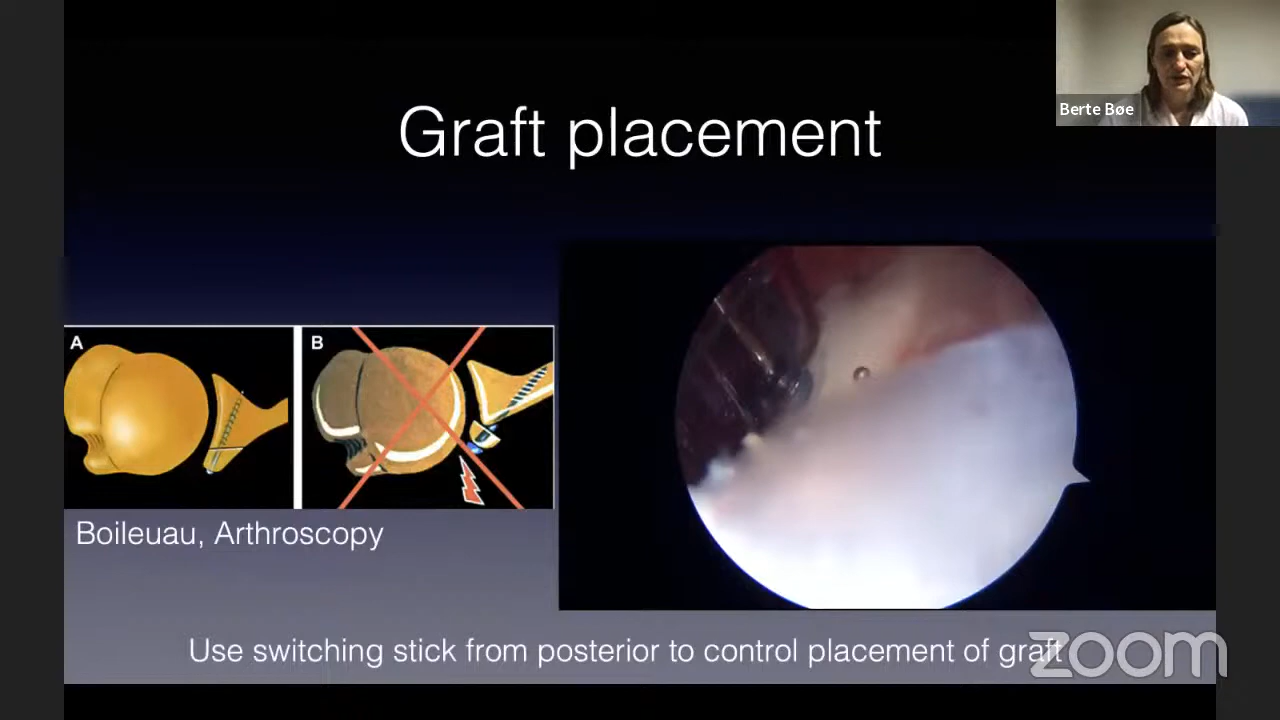 Graft placement
Berte Bøe
A
B
Boileuau, Arthroscopy
Use switching stick from posterior to control placement of graft
zoom